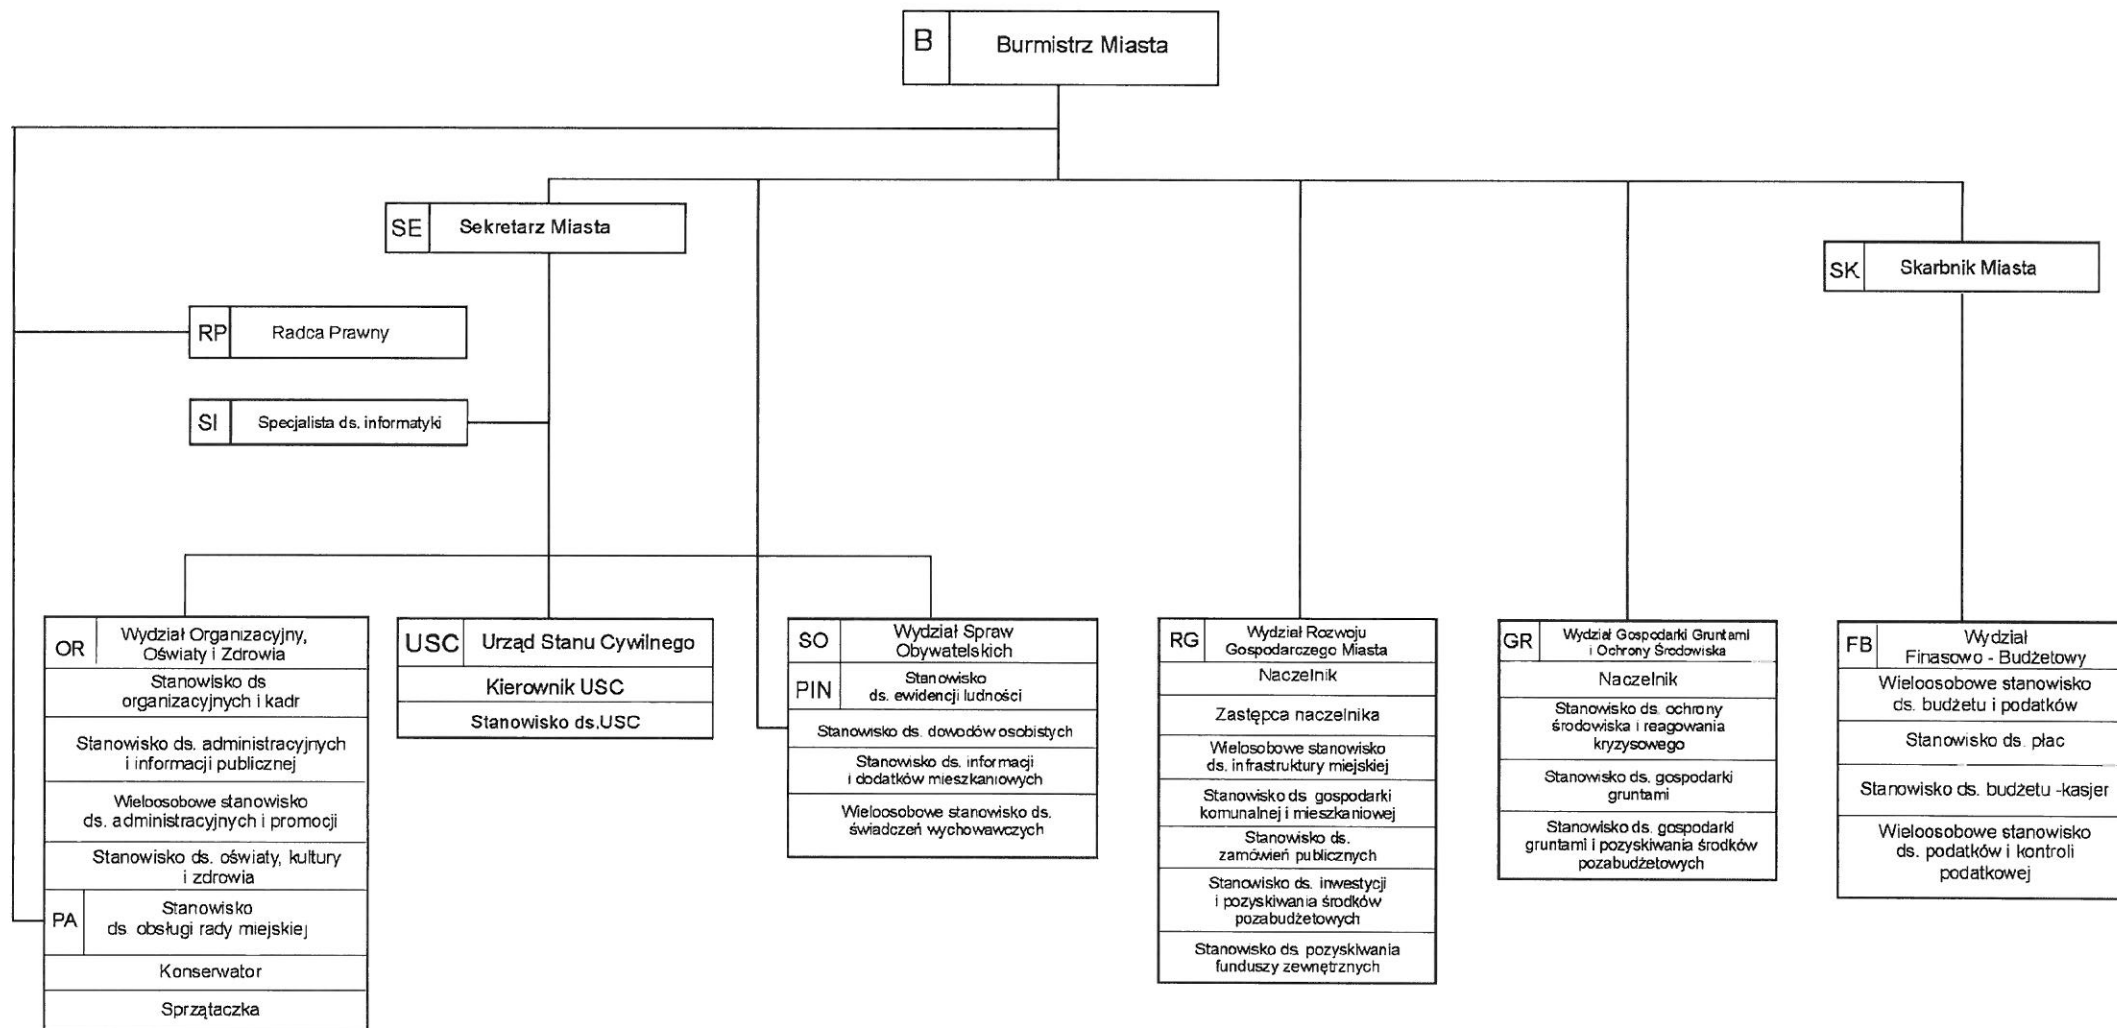 B
Burmistrz Miasta
SE
Sekretarz Miasta
SK
Skarbnik Miasta
RP
Radca Prawny
SI
Specjalista ds. informatyki
OR
Wydział Organizacyjny,
Oświaty i Zdrowia
Stanowisko ds
organizacyjnych i kadr
Stanowisko ds. administracyjnych
i informacji publicznej
Wieloosobowe stanowisko
ds. administracyjnych i promocji
Stanowisko ds. oświaty, kultury
i zdrowia
PA
Stanowisko
ds. obsługi rady miejskiej
Konserwator
Sprzątaczka
USC
Urząd Stanu Cywilnego
Kierownik USC
Stanowisko ds.USC
SO
Wydział Spraw
Obywatelskich
PIN
Stanowisko
ds. ewidencji ludności
Stanowisko ds. dowodów osobistych
Stanowisko ds. informacji
i dodatków mieszkaniowych
Wieloosobowe stanowisko ds.
świadczeń wychowawczych
RG
Wydział Rozwoju
Gospodarczego Miasta
Naczelnik
Zastępca naczelnika
Wielosobowe stanowisko
ds. infrastruktury miejskiej
Stanowisko ds. gospodarki
komunalnej i mieszkaniowej
Stanowisko ds.
zamówień publicznych
Stanowisko ds. inwestycji
i pozyskiwania środków
pozabudżetowych
Stanowisko ds. pozyskiwania
funduszy zewnętrznych
GR
Wydział Gospodarki Gruntami
i Ochrony Środowiska
Naczelnik
Stanowisko ds. ochrony
środowiska i reagowania
kryzysowego
Stanowisko ds. gospodarki
gruntami
Stanowisko ds. gospodarki
gruntami i pozyskiwania środków
pozabudżetowych
FB
Wydział
Finasowo - Budżetowy
Wieloosobowe stanowisko
ds. budżetu i podatków
Stanowisko ds. płac
Stanowisko ds. budżetu -kasjer
Wieloosobowe stanowisko
ds. podatków i kontroli
podatkowej